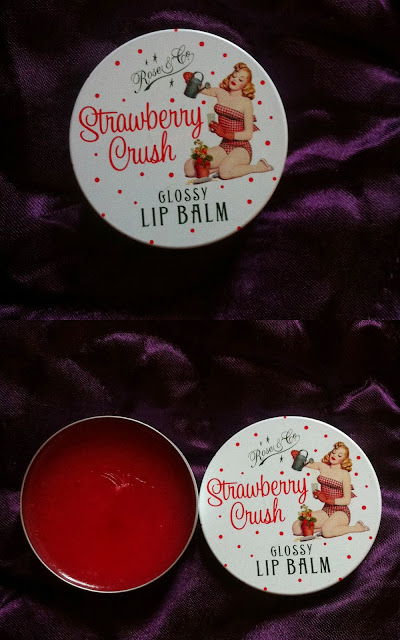 Rose & Co
Strawberry
Crush
GLOSSY
LIP BALM
Rose & Co
Strawberry
Crush
GLOSSY
LIP BALM